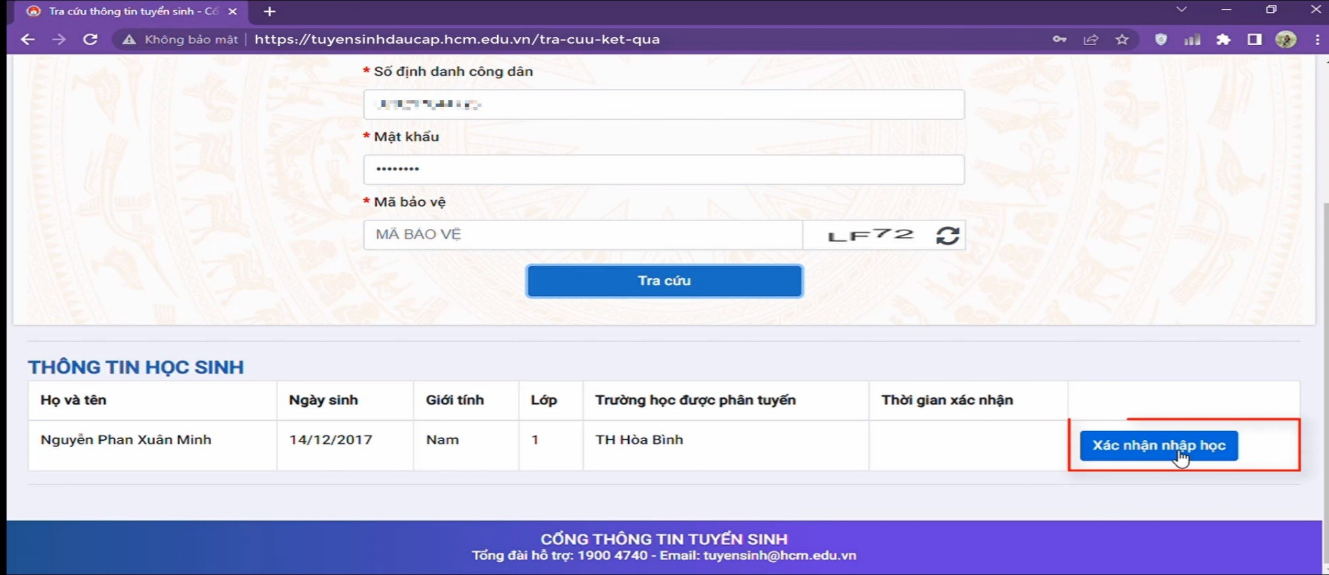 Tra cứu thông tin tuyển sinh - Cổ
Không bảo mật | https://tuyensinhdaucap.hcm.edu.vn/tra-cuu-ket-qua
* Số định danh công dân
* Mật khẩu
••••••••
* Mã bảo vệ
MÃ BẢO VỆ LF72
Tra cứu
THÔNG TIN HỌC SINH
Họ và tên Ngày sinh Giới tính Lớp Trường học được phân tuyến Thời gian xác nhận
Nguyễn Phan Xuân Minh 14/12/2017 Nam 1 TH Hòa Bình Xác nhận nhập học
CỔNG THÔNG TIN TUYỂN SINH
Tổng đài hỗ trợ: 1900 4740 - Email: tuyensinh@hcm.edu.vn